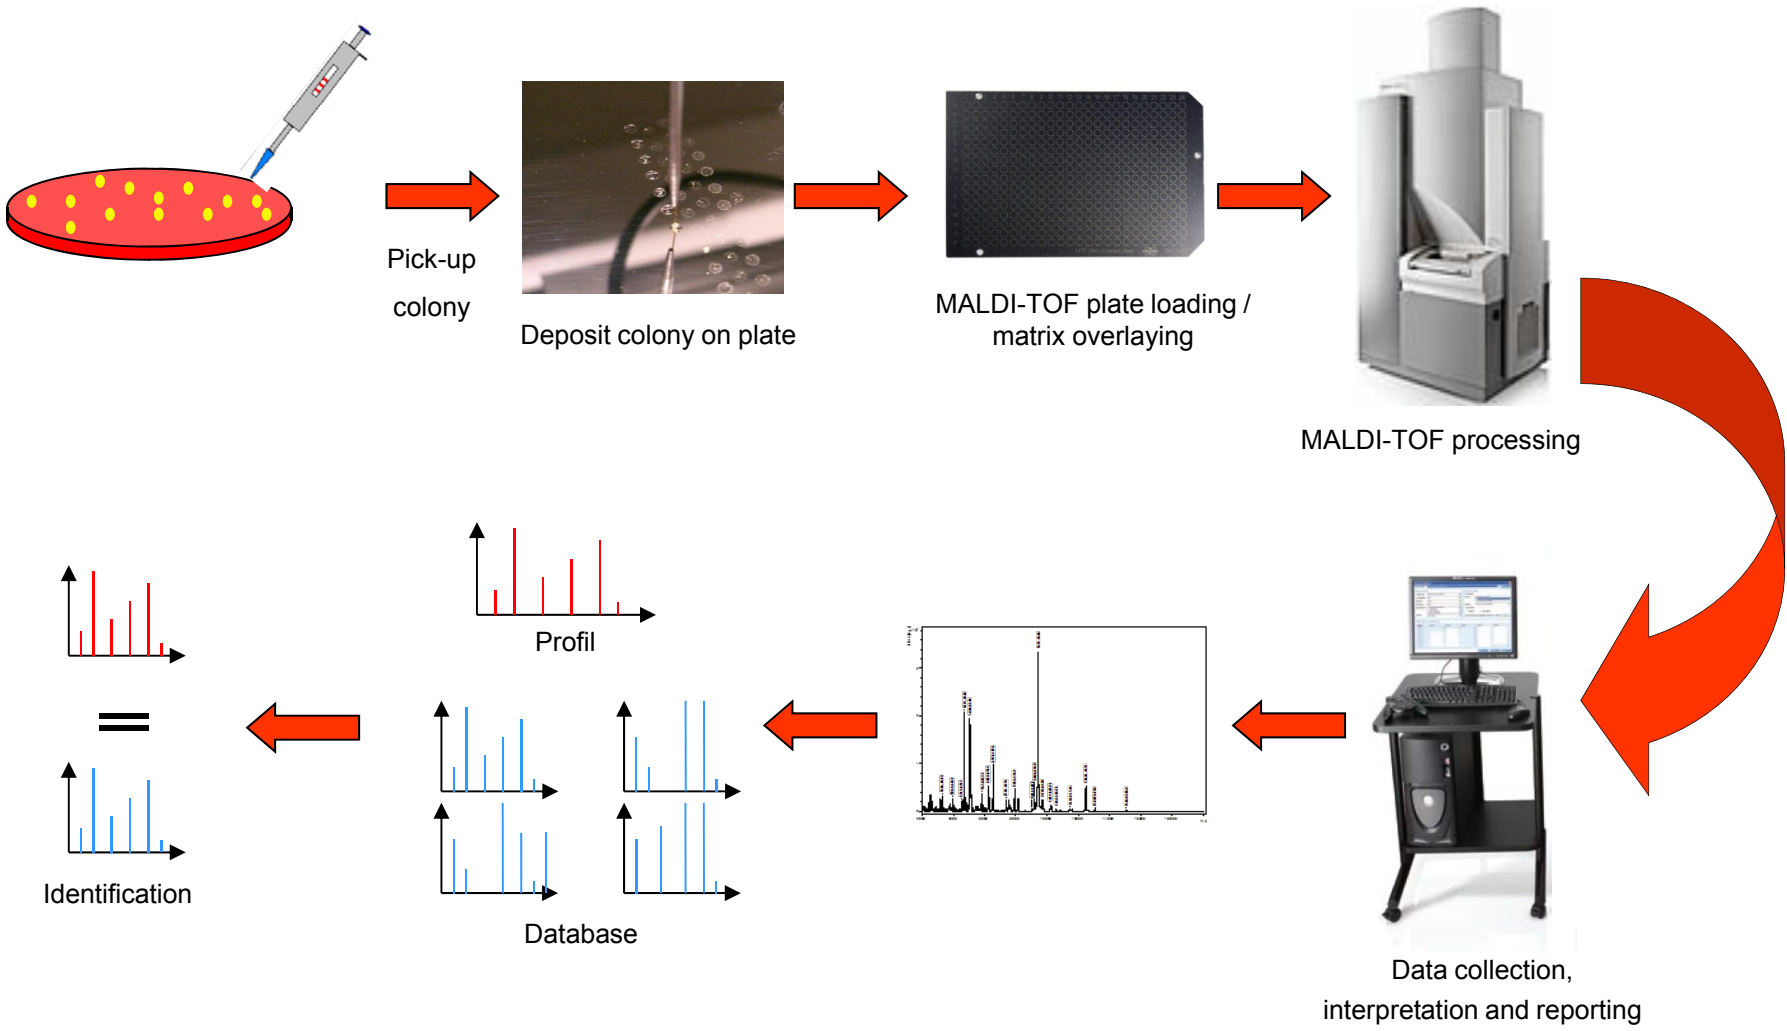 Pick-up
colony
Deposit colony on plate
MALDI-TOF plate loading /
matrix overlaying
MALDI-TOF processing
Profil
Identification
Database
Data collection,
interpretation and reporting